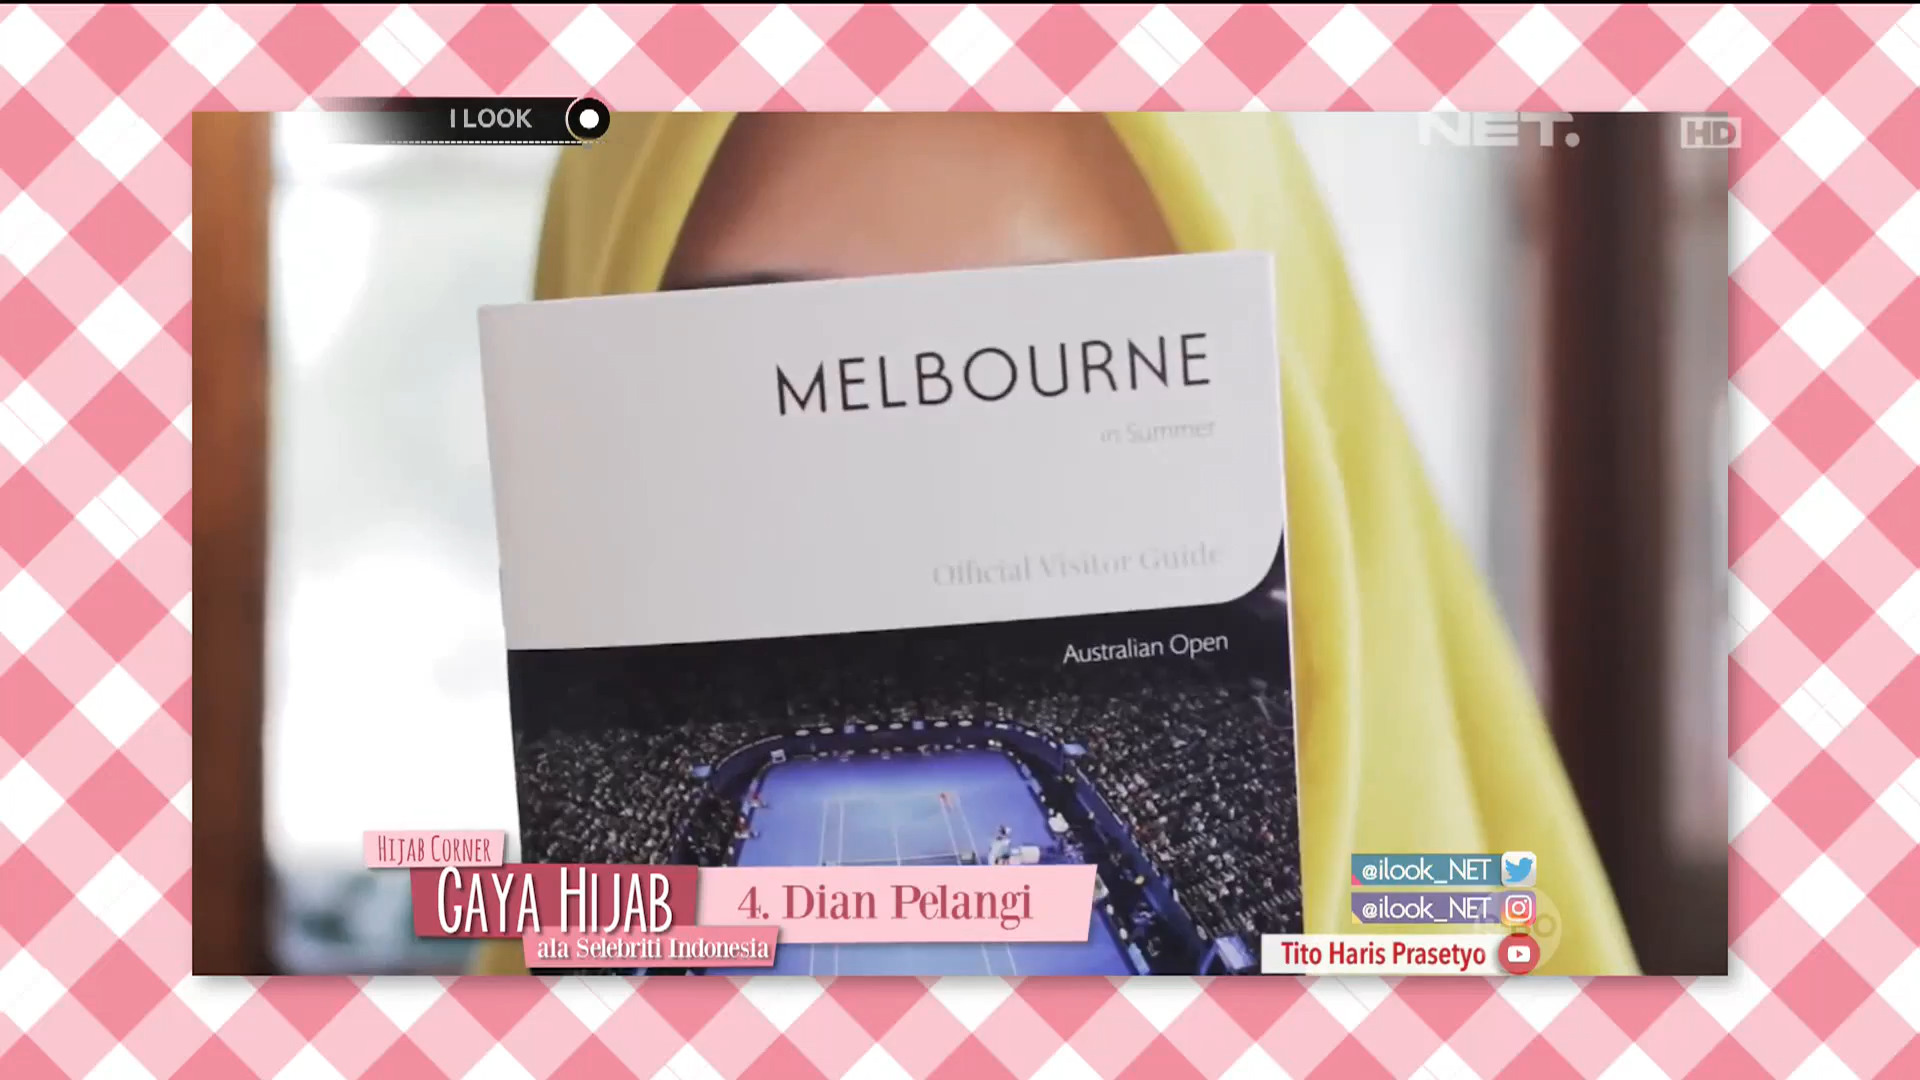 I LOOK
NET.
HD
MELBOURNE
in Summer
Official Visitor Guide
Australian Open
HIJAB CORNER
GAYA HIJAB
4. Dian Pelangi
ala Selebriti Indonesia
@ilook_NET
@ilook_NET
Tito Haris Prasetyo